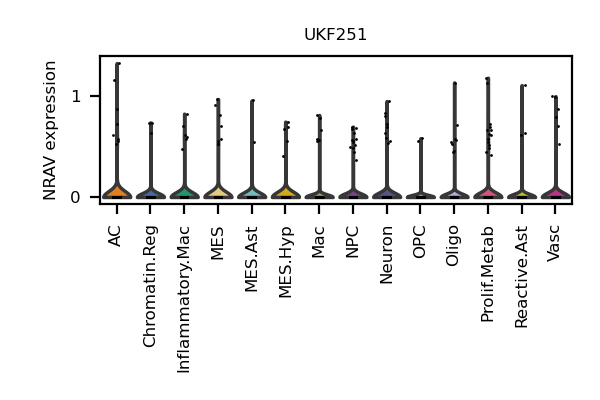 UKF251
NRAV expression
1
0
AC
Chromatin.Reg
Inflammatory.Mac
MES
MES.Ast
MES.Hyp
Mac
NPC
Neuron
OPC
Oligo
Prolif.Metab
Reactive.Ast
Vasc